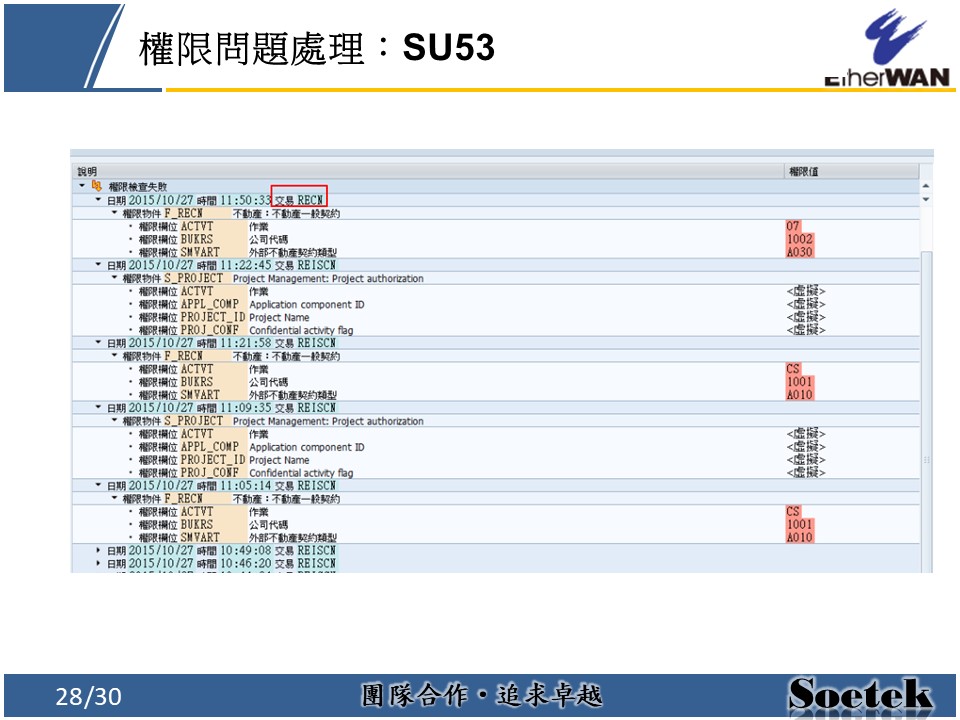 權限問題處理：SU53
EtherWAN
說明 權限值
權限檢查失敗
日期 2015/10/27 時間 11:50:33 交易 RECN
權限物件 F_RECN 不動產：不動產一般契約
權限欄位 ACTVT 作業 07
權限欄位 BUKRS 公司代碼 1002
權限欄位 SMVART 外部不動產契約類型 A030
日期 2015/10/27 時間 11:22:45 交易 REISCN
權限物件 S_PROJECT Project Management: Project authorization
權限欄位 ACTVT 作業 <虛擬>
權限欄位 APPL_COMP Application component ID <虛擬>
權限欄位 PROJECT_ID Project Name <虛擬>
權限欄位 PROJ_CONF Confidential activity flag <虛擬>
日期 2015/10/27 時間 11:21:58 交易 REISCN
權限物件 F_RECN 不動產：不動產一般契約
權限欄位 ACTVT 作業 CS
權限欄位 BUKRS 公司代碼 1001
權限欄位 SMVART 外部不動產契約類型 A010
日期 2015/10/27 時間 11:09:35 交易 REISCN
權限物件 S_PROJECT Project Management: Project authorization
權限欄位 ACTVT 作業 <虛擬>
權限欄位 APPL_COMP Application component ID <虛擬>
權限欄位 PROJECT_ID Project Name <虛擬>
權限欄位 PROJ_CONF Confidential activity flag <虛擬>
日期 2015/10/27 時間 11:05:14 交易 REISCN
權限物件 F_RECN 不動產：不動產一般契約
權限欄位 ACTVT 作業 CS
權限欄位 BUKRS 公司代碼 1001
權限欄位 SMVART 外部不動產契約類型 A010
日期 2015/10/27 時間 10:49:08 交易 REISCN
日期 2015/10/27 時間 10:46:20 交易 REISCN
28/30 團隊合作・追求卓越 Soetek